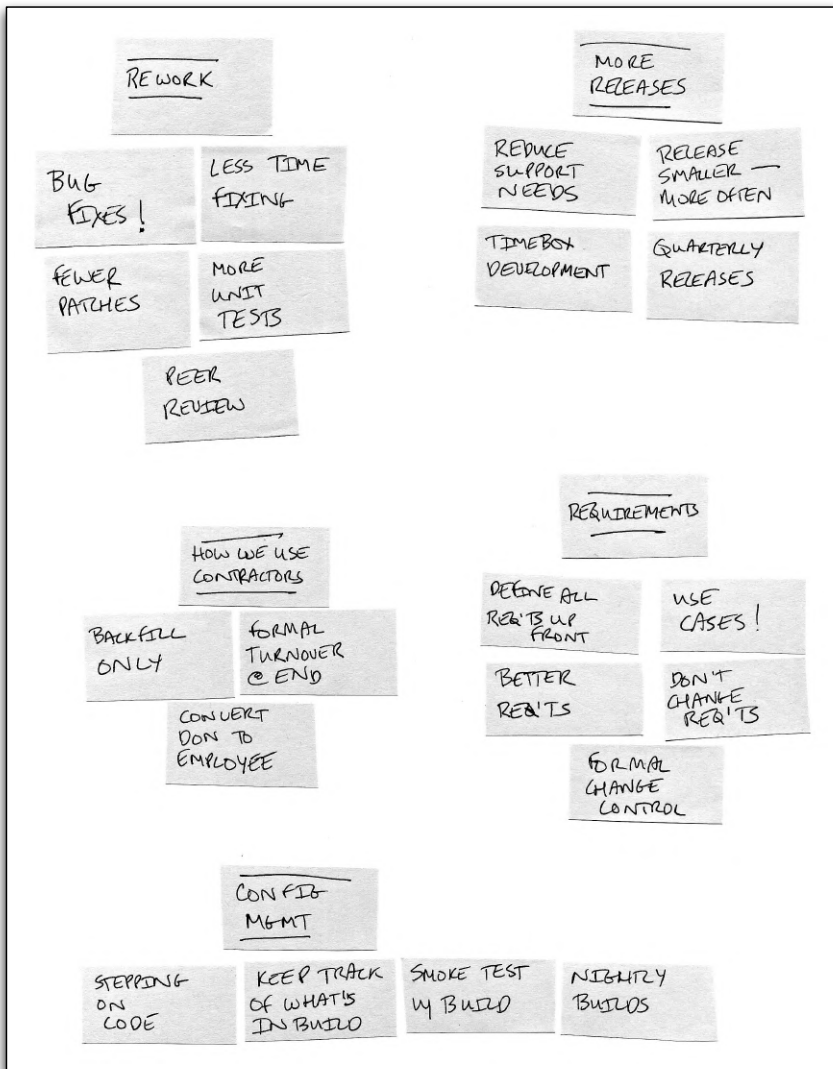 REWORK
BUG
FIXES!
LESS TIME
FIXING
FEWER
PATCHES
MORE
UNIT
TESTS
PEER
REVIEW
MORE
RELEASES
REDUCE
SUPPORT
NEEDS
RELEASE
SMALLER —
MORE OFTEN
TIMEBOX
DEVELOPMENT
QUARTERLY
RELEASES
HOW WE USE
CONTRACTORS
BACKFILL
ONLY
FORMAL
TURNOVER
@ END
CONVERT
DON TO
EMPLOYEE
REQUIREMENTS
DEFINE ALL
REQ'TS UP
FRONT
USE
CASES!
BETTER
REQ'TS
DON'T
CHANGE
REQ'TS
FORMAL
CHANGE
CONTROL
CONFIG
MGMT
STEPPING
ON
CODE
KEEP TRACK
OF WHAT'S
IN BUILD
SMOKE TEST
W/ BUILD
NIGHTLY
BUILDS